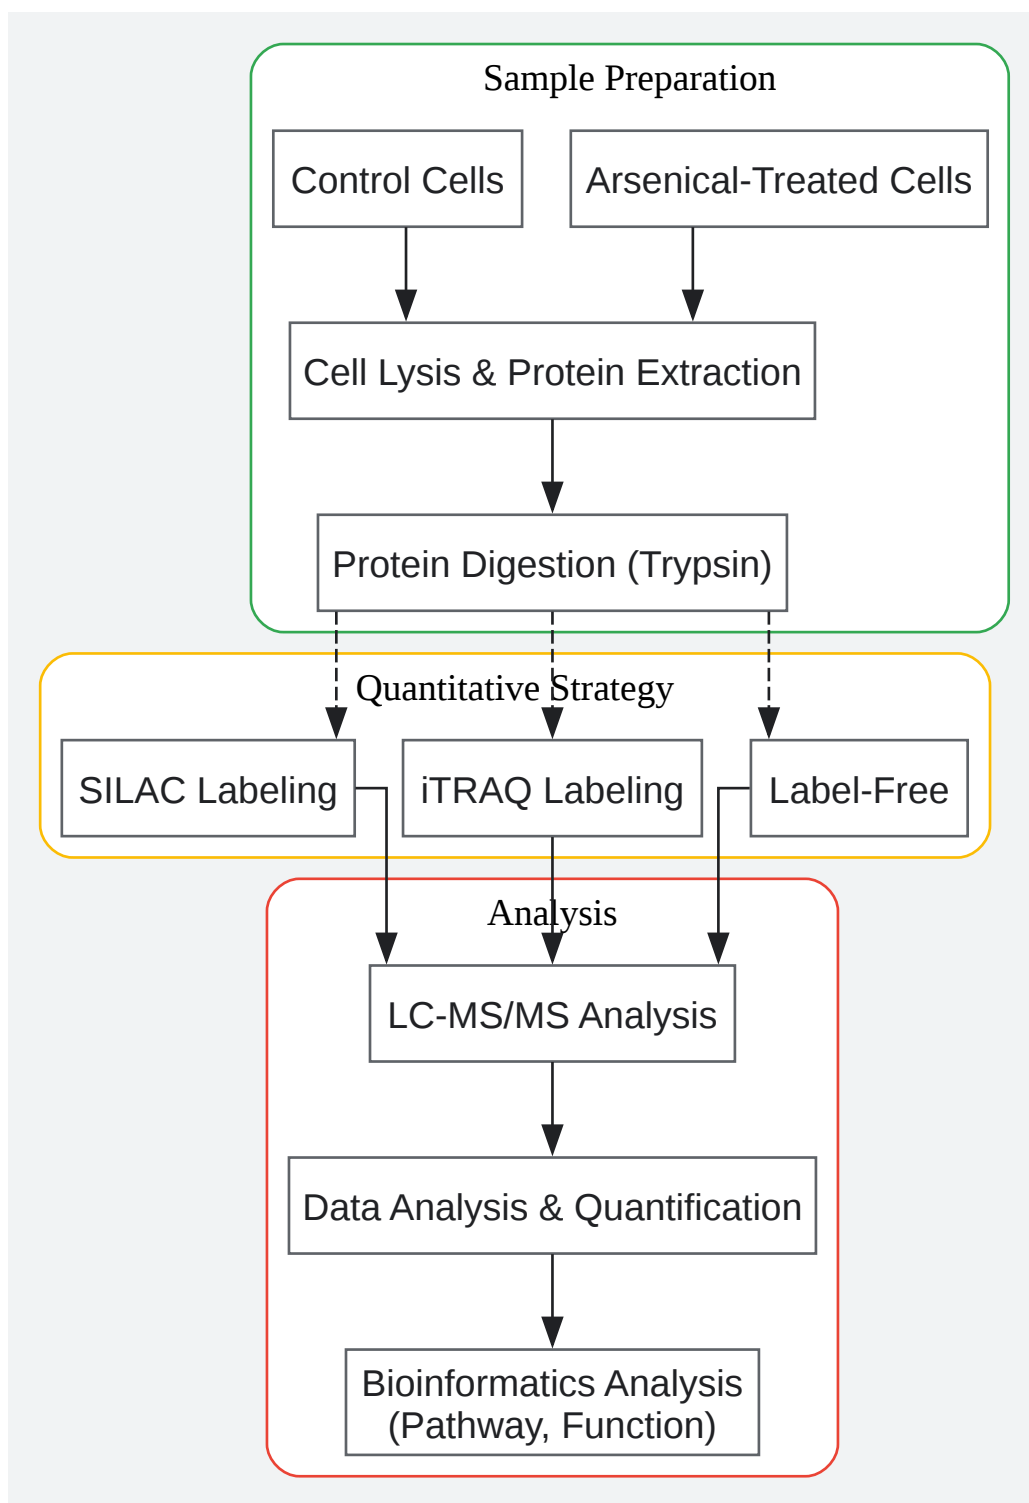 Sample Preparation
Control Cells
Arsenical-Treated Cells
Cell Lysis & Protein Extraction
Protein Digestion (Trypsin)
Quantitative Strategy
SILAC Labeling
iTRAQ Labeling
Label-Free
Analysis
LC-MS/MS Analysis
Data Analysis & Quantification
Bioinformatics Analysis
(Pathway, Function)